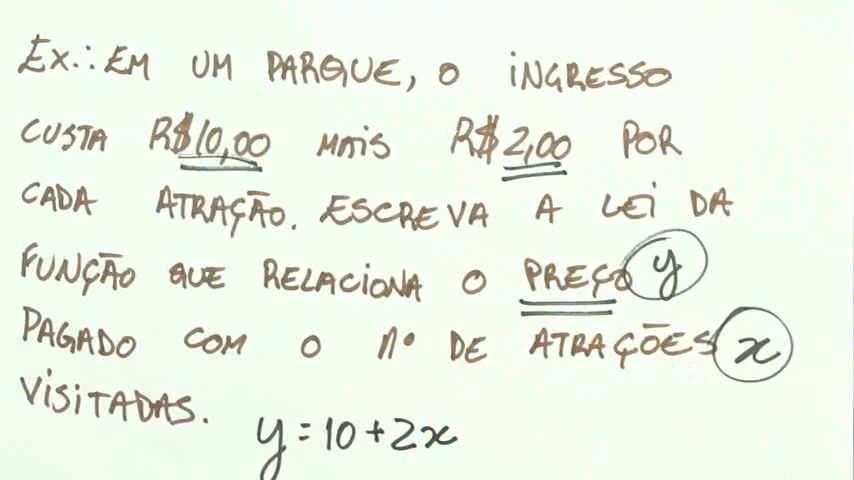 Ex.: EM UM PARQUE, O INGRESSO
CUSTA R$10,00 MAIS R$2,00 POR
CADA ATRAÇÃO. ESCREVA A LEI DA
FUNÇÃO QUE RELACIONA O PREÇO y
PAGADO COM O Nº DE ATRAÇÕES x
VISITADAS.
y = 10 + 2x